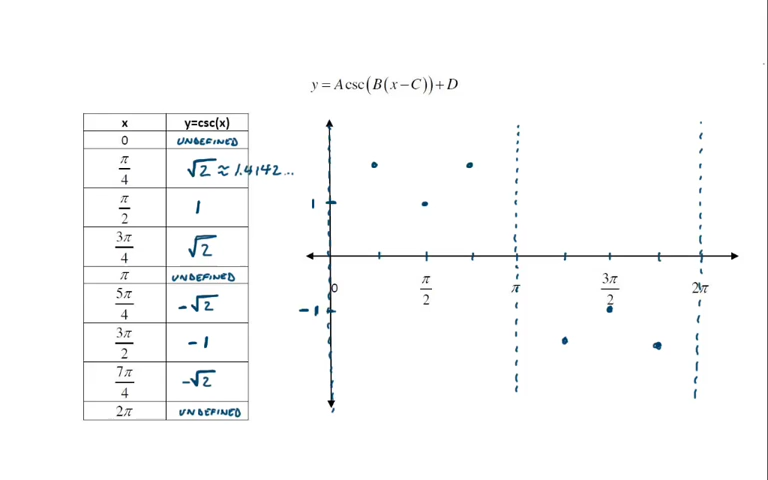 y = A csc(B(x−C))+D
x y=csc(x)
0 UNDEFINED
π/4 √2 ≈ 1.4142...
π/2 1
3π/4 √2
π UNDEFINED
5π/4 -√2
3π/2 -1
7π/4 -√2
2π UNDEFINED
1
0 π/2 π 3π/2 2π
-1